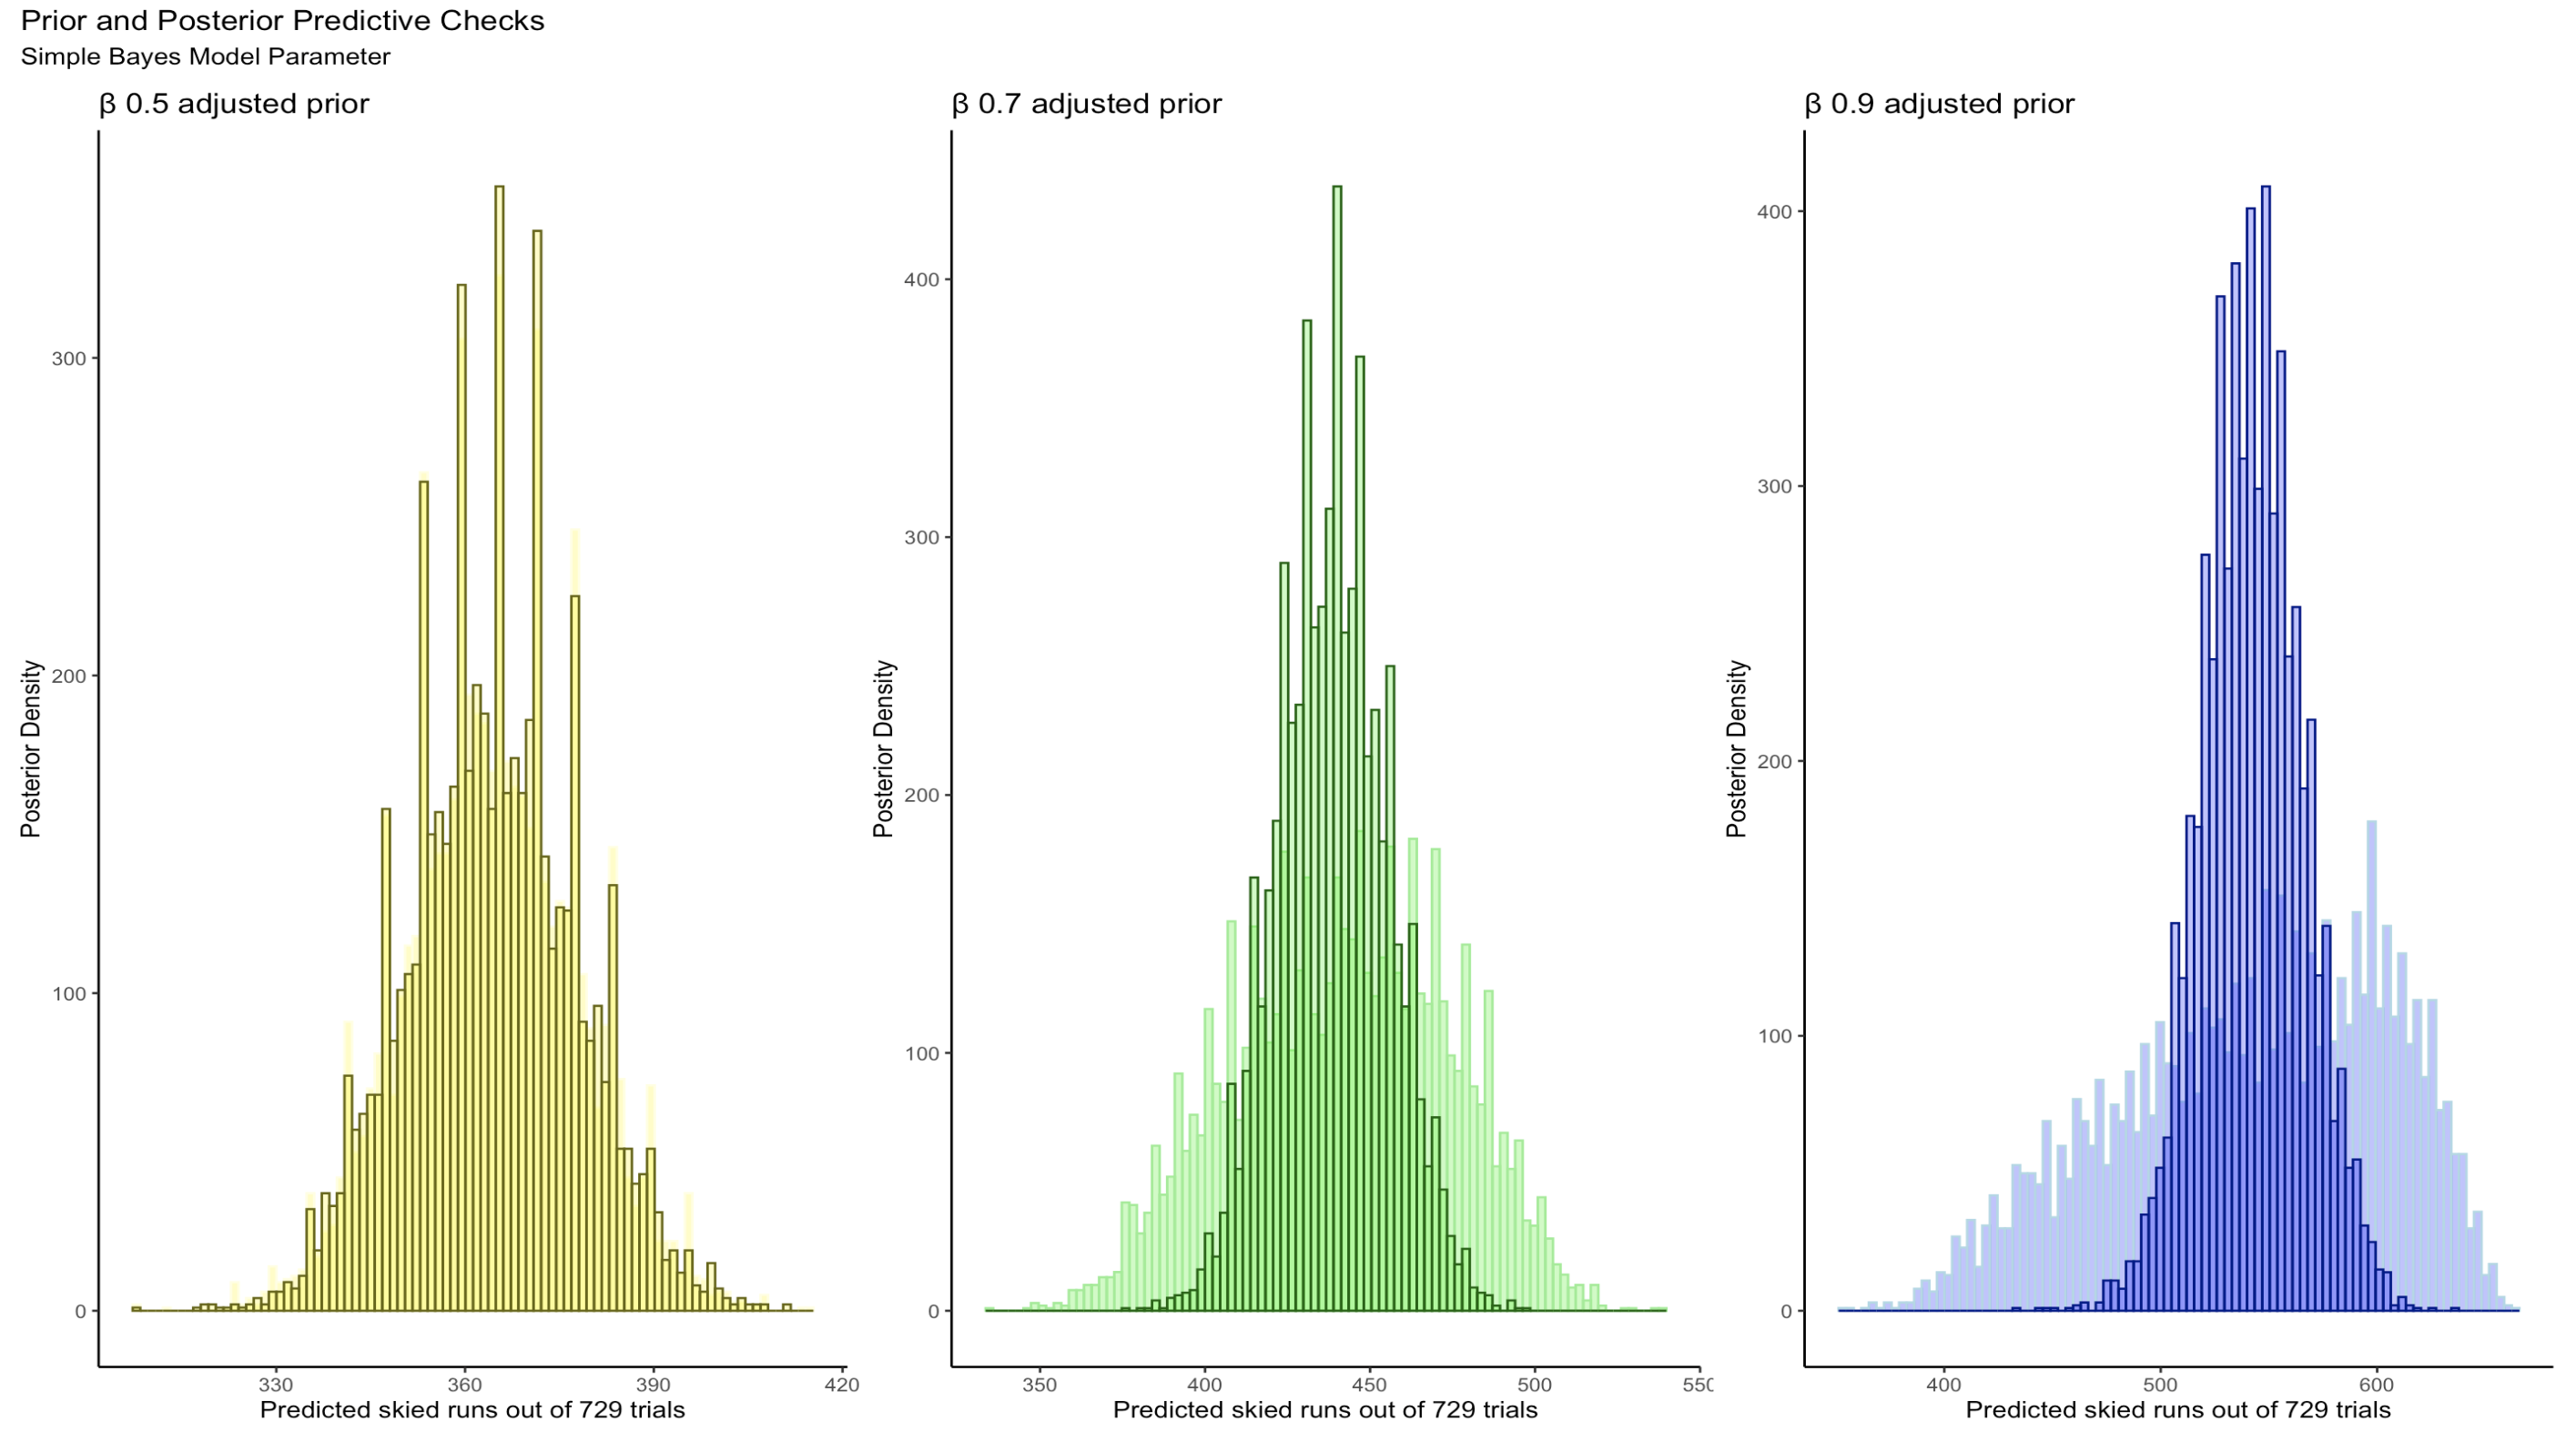 Prior and Posterior Predictive Checks
Simple Bayes Model Parameter
β 0.5 adjusted prior
Posterior Density
300
200
100
0
330 360 390 420
Predicted skied runs out of 729 trials
β 0.7 adjusted prior
Posterior Density
400
300
200
100
0
350 400 450 500 550
Predicted skied runs out of 729 trials
β 0.9 adjusted prior
Posterior Density
400
300
200
100
0
400 500 600
Predicted skied runs out of 729 trials